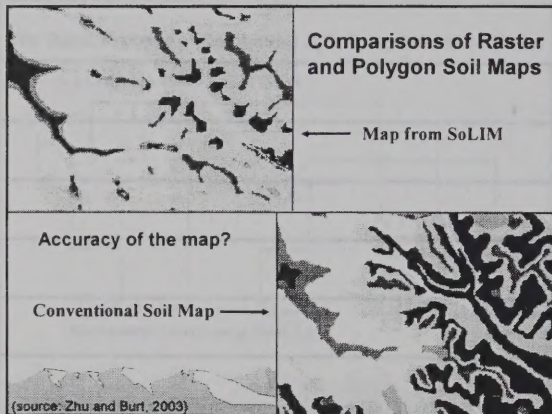 Comparisons of Raster
and Polygon Soil Maps
Map from SoLIM
Accuracy of the map?
Conventional Soil Map
(source: Zhu and Burt, 2003)